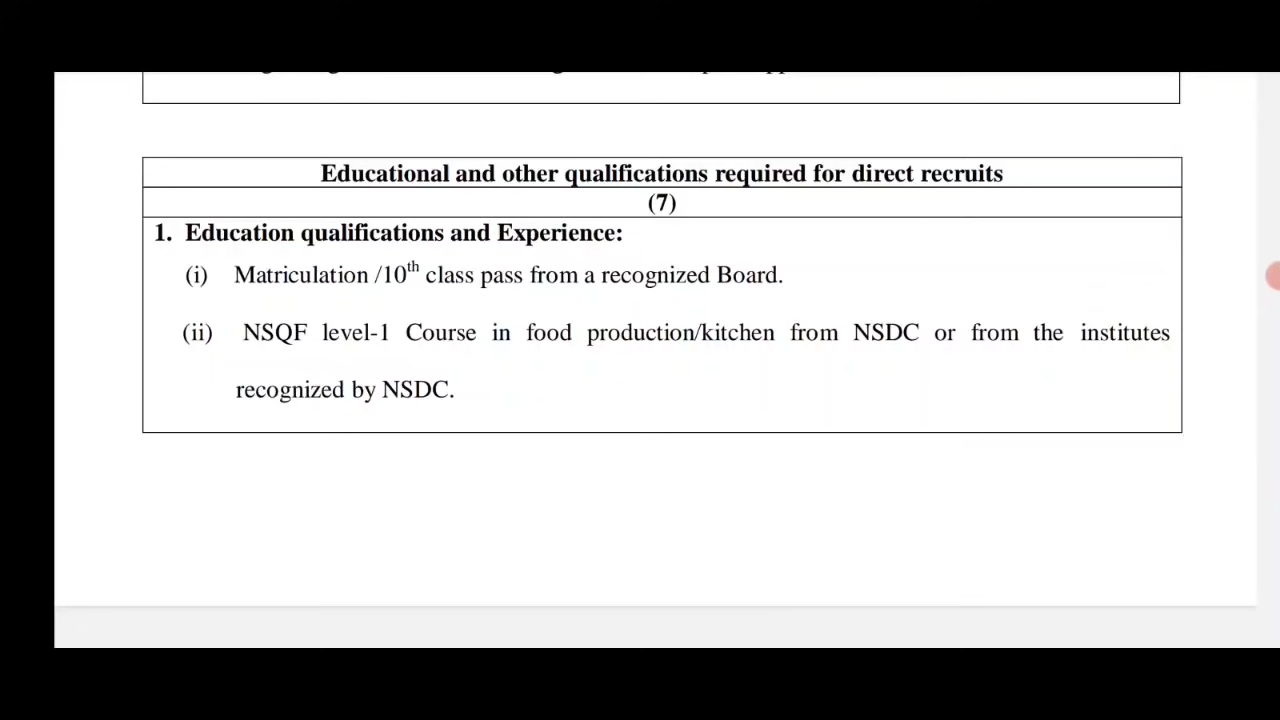 Educational and other qualifications required for direct recruits
(7)
1. Education qualifications and Experience:
(i) Matriculation /10th class pass from a recognized Board.
(ii) NSQF level-1 Course in food production/kitchen from NSDC or from the institutes
recognized by NSDC.